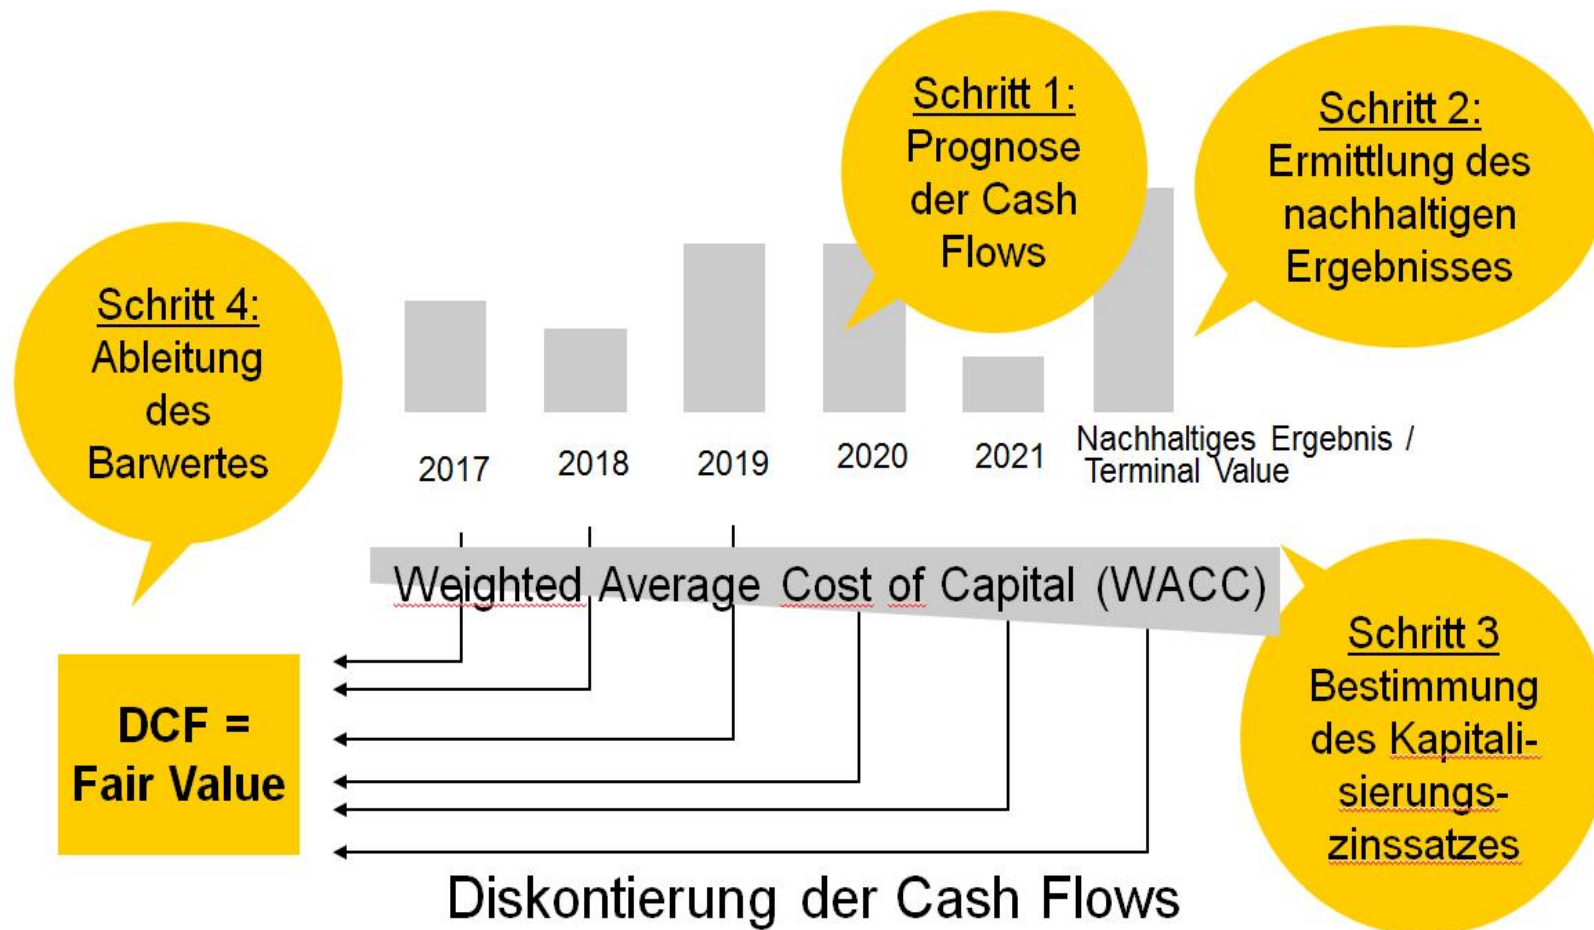 Schritt 1:
Prognose
der Cash
Flows
Schritt 2:
Ermittlung des
nachhaltigen
Ergebnisses
Schritt 4:
Ableitung
des
Barwertes
2017
2018
2019
2020
2021
Nachhaltiges Ergebnis /
Terminal Value
Weighted Average Cost of Capital (WACC)
Schritt 3
Bestimmung
des Kapitali-
sierungs-
zinssatzes
DCF =
Fair Value
Diskontierung der Cash Flows